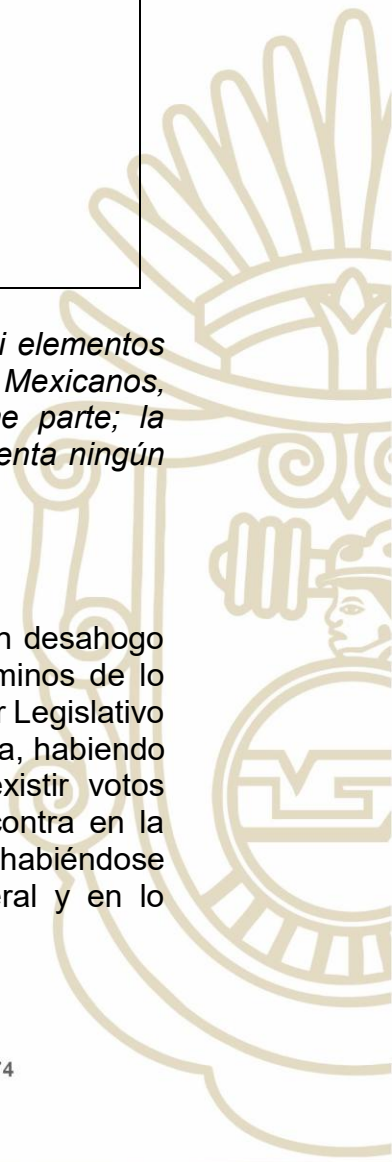 i elementos
Mexicanos,
e parte; la
enta ningún
n desahogo
minos de lo
r Legislativo
a, habiendo
existir votos
contra en la
habiéndose
eral y en lo
74